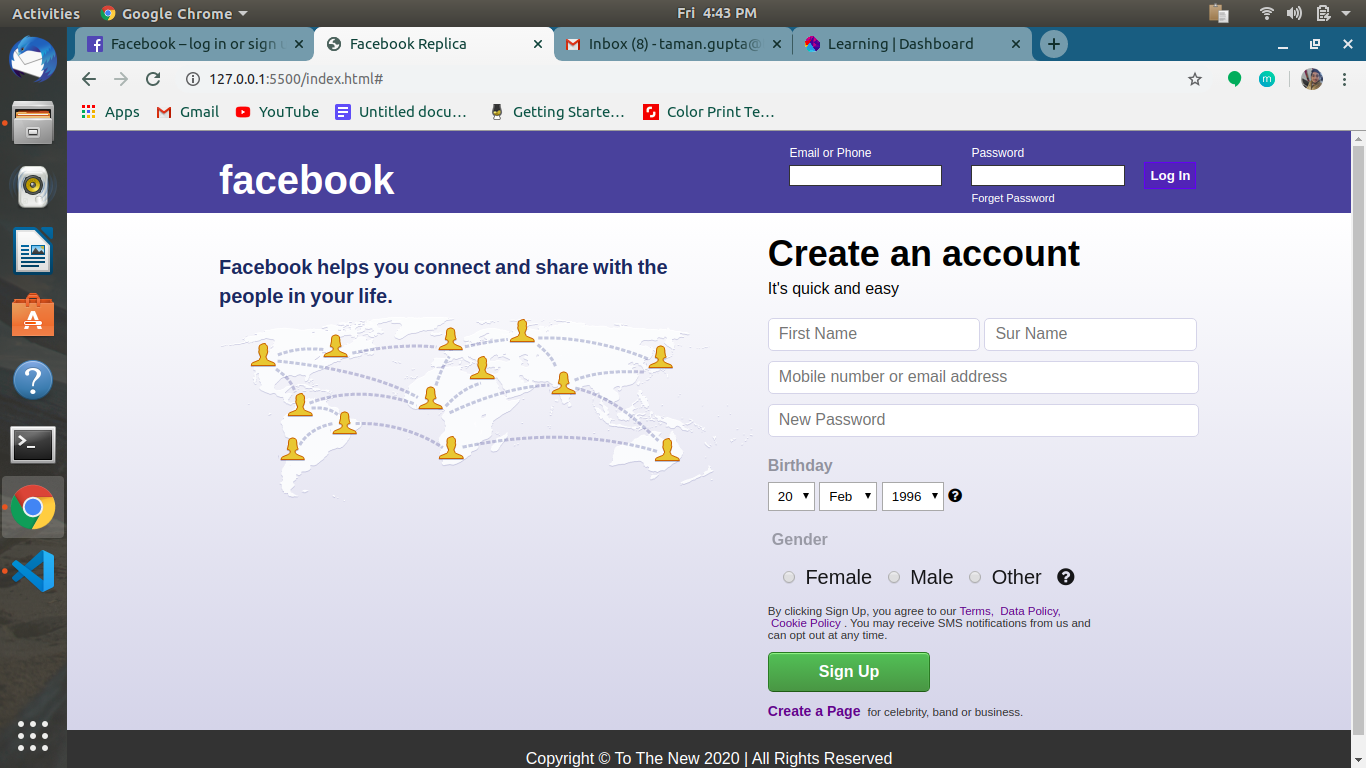 Activities Google Chrome Fri 4:43 PM
Facebook – log in or sign Facebook Replica Inbox (8) - taman.gupta@ Learning | Dashboard
127.0.0.1:5500/index.html#
Apps Gmail YouTube Untitled docu… Getting Starte… Color Print Te…
facebook
Email or Phone Password
Log In
Forget Password
Facebook helps you connect and share with the
people in your life.
Create an account
It's quick and easy
First Name Sur Name
Mobile number or email address
New Password
Birthday
20 Feb 1996
Gender
Female Male Other
By clicking Sign Up, you agree to our Terms, Data Policy,
Cookie Policy . You may receive SMS notifications from us and
can opt out at any time.
Sign Up
Create a Page for celebrity, band or business.
Copyright © To The New 2020 | All Rights Reserved